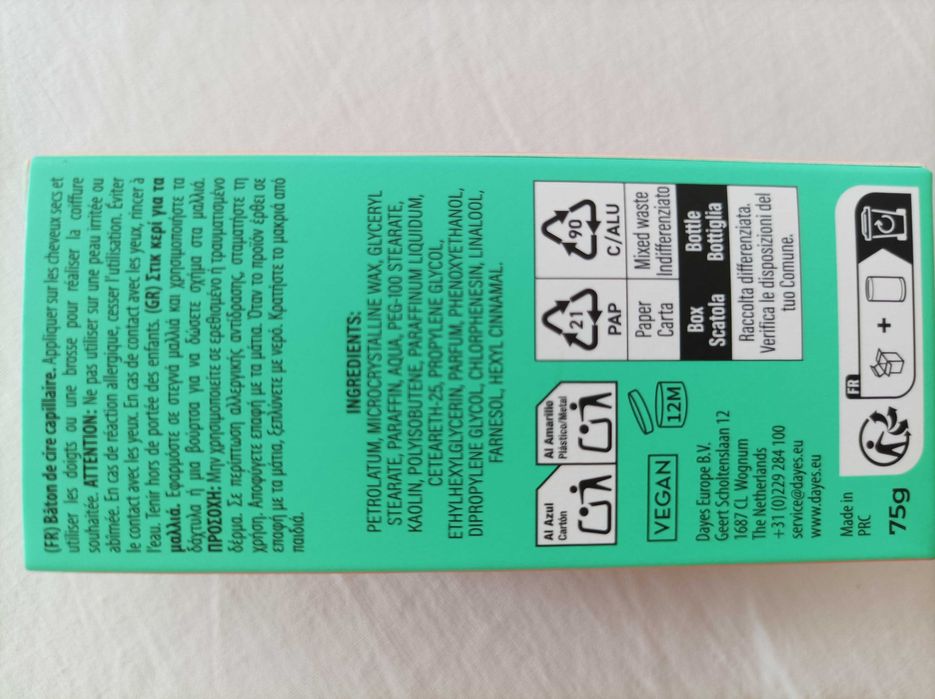 (FR) Bâton de cire capillaire. Appliquer sur les cheveux secs et
utiliser les doigts ou une brosse pour réaliser la coiffure
souhaitée. ATTENTION: Ne pas utiliser sur une peau irritée ou
abîmée. En cas de réaction allergique, cesser l'utilisation. Éviter
le contact avec les yeux. En cas de contact avec les yeux, rincer à
l'eau. Tenir hors de portée des enfants. (GR) Στικ κερί για τα
μαλλιά. Εφαρμόστε σε στεγνά μαλλιά και χρησιμοποιήστε τα
δάχτυλα ή μια βούρτσα για να δώσετε σχήμα στα μαλλιά.
ΠΡΟΣΟΧΗ: Μην χρησιμοποιείτε σε ερεθισμένο ή τραυματισμένο
δέρμα. Σε περίπτωση αλλεργικής αντίδρασης, σταματήστε τη
χρήση. Αποφύγετε επαφή με τα μάτια. Όταν το προϊόν έρθει σε
επαφή με τα μάτια, ξεπλύνετε με νερό. Κρατήστε το μακριά από
παιδιά.
INGREDIENTS:
PETROLATUM, MICROCRYSTALLINE WAX, GLYCERYL
STEARATE, PARAFFIN, AQUA, PEG-100 STEARATE,
KAOLIN, POLYISOBUTENE, PARAFFINUM LIQUIDUM,
CETEARETH-25, PROPYLENE GLYCOL,
ETHYLHEXYLGLYCERIN, PARFUM, PHENOXYETHANOL,
DIPROPYLENE GLYCOL, CHLORPHENESIN, LINALOOL,
FARNESOL, HEXYL CINNAMAL.
Al Azul
Cartón
Al Amarillo
Plástico/Metal
21
PAP
90
C/ALU
Paper
Carta
Mixed waste
Indifferenziato
Box
Scatola
Bottle
Bottiglia
Raccolta differenziata.
Verifica le disposizioni del
tuo Comune.
VEGAN
12M
Dayes Europe B.V.
Geert Scholtenslaan 12
1687 CL Wognum
The Netherlands
+31 (0)229 284 100
service@dayes.eu
www.dayes.eu
Made in
PRC
75g
FR
+